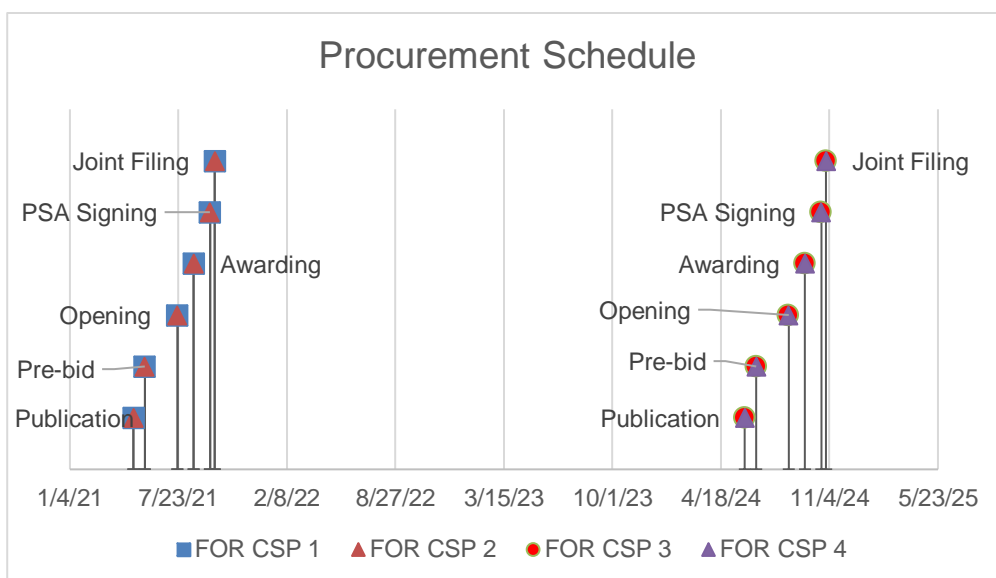 Procurement Schedule
Joint Filing
Joint Filing
PSA Signing
PSA Signing
Awarding
Awarding
Opening
Opening
Pre-bid
Pre-bid
Publication
Publication
1/4/21 7/23/21 2/8/22 8/27/22 3/15/23 10/1/23 4/18/24 11/4/24 5/23/25
FOR CSP 1 FOR CSP 2 FOR CSP 3 FOR CSP 4